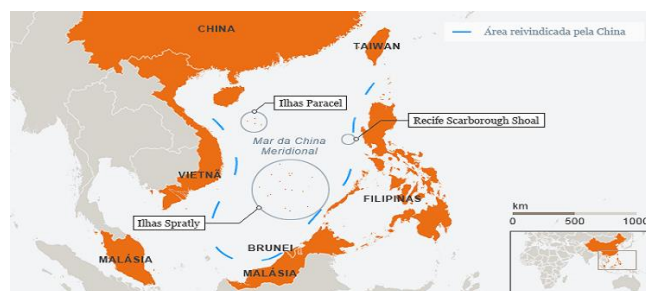 CHINA
TAIWAN
Área reivindicada pela China
Ilhas Paracel
Recife Scarborough Shoal
Mar da China
Meridional
VIETNÃ
FILIPINAS
Ilhas Spratly
km
500
1000
BRUNEI
MALÁSIA
MALÁSIA